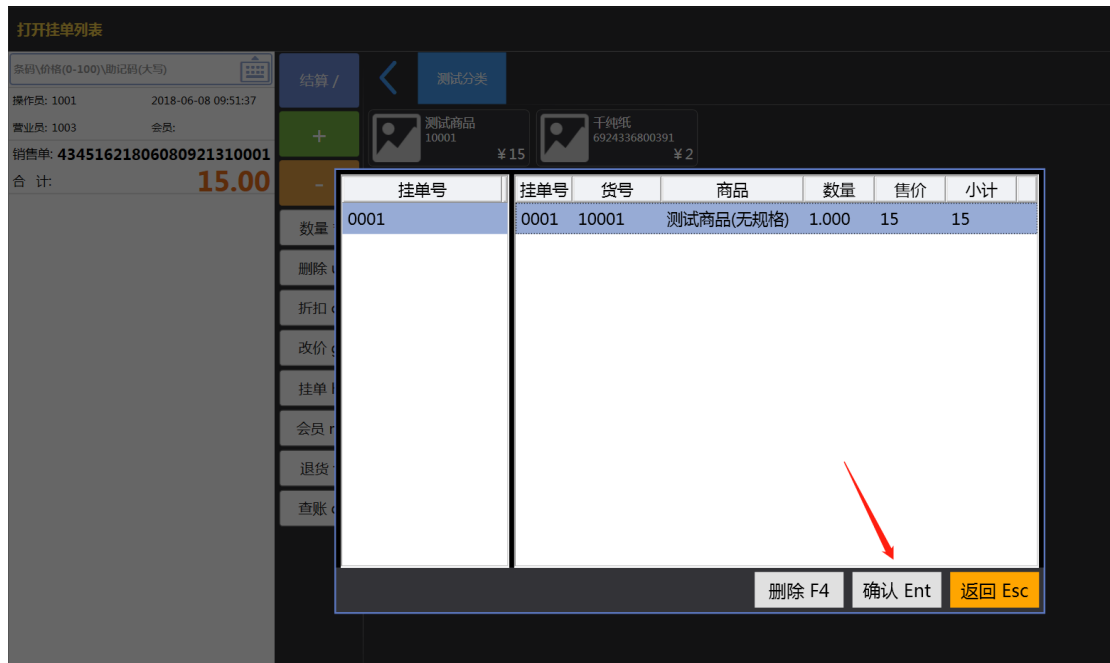 打开挂单列表
条码\价格(0-100)\助记码(大写)
操作员: 1001 2018-06-08 09:51:37
营业员: 1003 会员:
销售单: 43451621806080921310001
合 计: 15.00
结算 /
+
-
数量
删除
折扣
改价
挂单
会员
退货
查账
测试分类
测试商品
10001
¥15
千纯纸
6924336800391
¥2
挂单号
0001
挂单号 货号 商品 数量 售价 小计
0001 10001 测试商品(无规格) 1.000 15 15
删除 F4 确认 Ent 返回 Esc